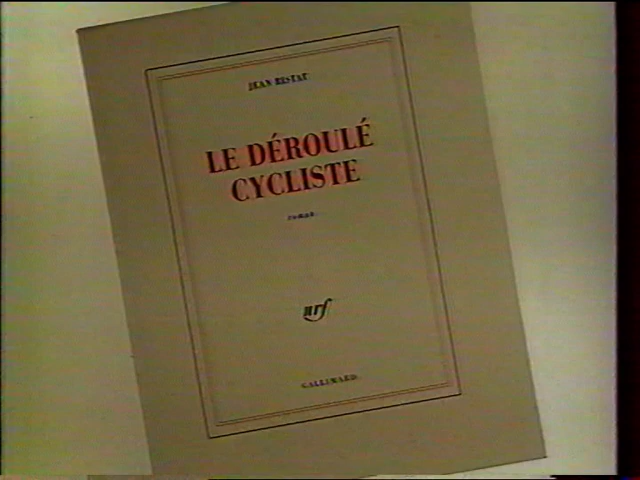 JEAN RISTAT
LE DÉROULÉ
CYCLISTE
roman
nrf
GALLIMARD